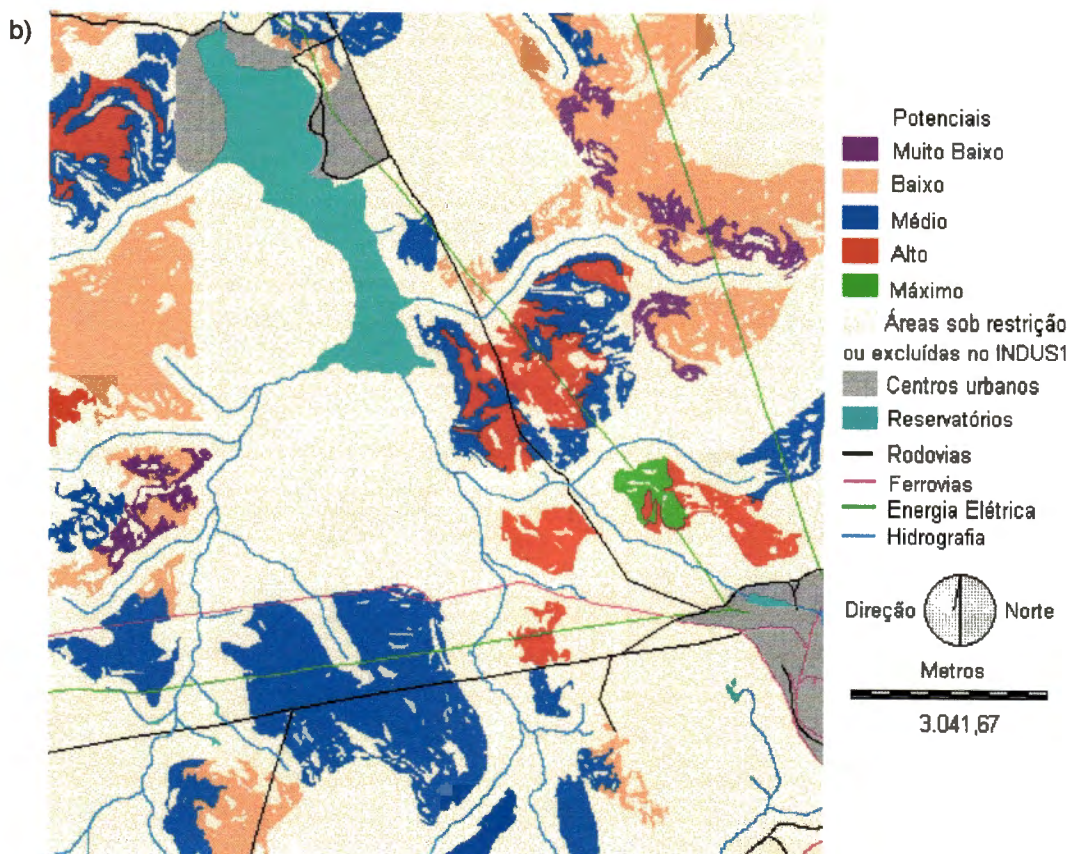 b)
Potenciais
Muito Baixo
Baixo
Médio
Alto
Máximo
Áreas sob restrição
ou excluídas no INDUS1
Centros urbanos
Reservatórios
Rodovias
Ferrovias
Energia Elétrica
Hidrografia
Direção Norte
Metros
3.041,67